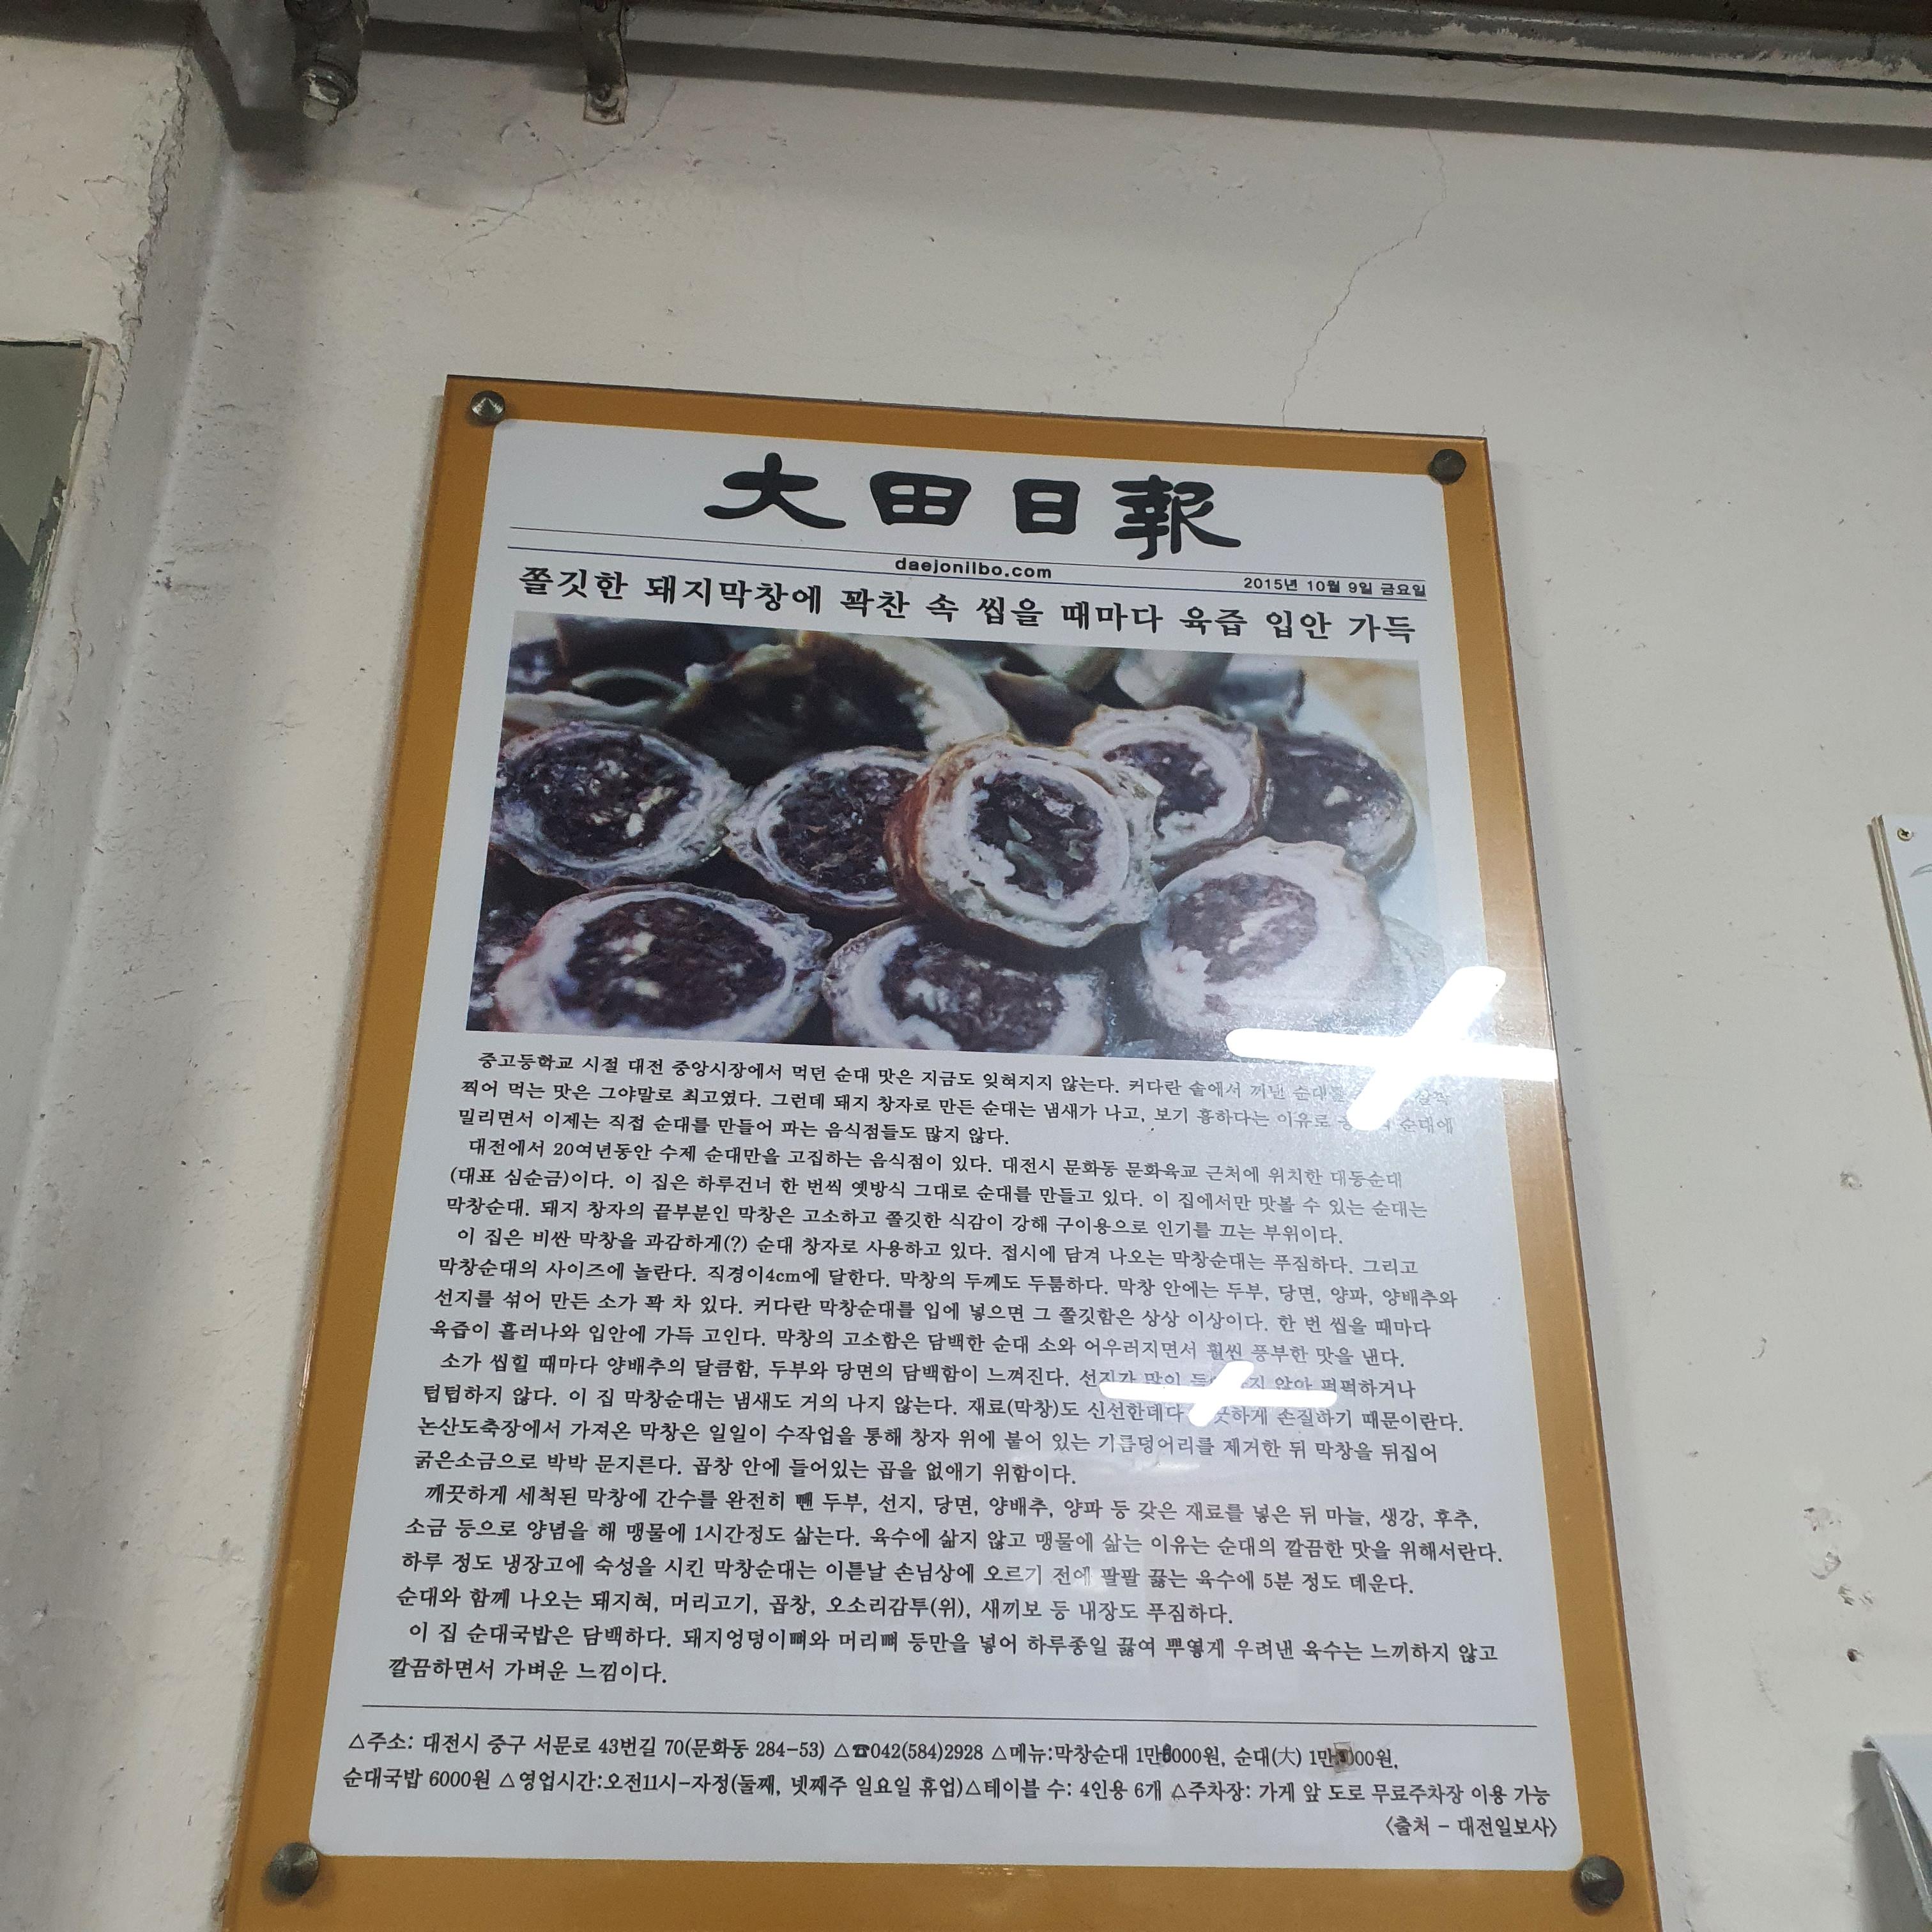 大田日報
daejonilbo.com
2015년 10월 9일 금요일
쫄깃한 돼지막창에 꽉찬 속 씹을 때마다 육즙 입안 가득
중고등학교 시절 대전 중앙시장에서 먹던 순대 맛은 지금도 잊혀지지 않는다. 커다란 솥에서 꺼낸 순대를 살짝
찍어 먹는 맛은 그야말로 최고였다. 그런데 돼지 창자로 만든 순대는 냄새가 나고, 보기 흉하다는 이유로 순대에
밀리면서 이제는 직접 순대를 만들어 파는 음식점들도 많지 않다.
대전에서 20여년동안 수제 순대만을 고집하는 음식점이 있다. 대전시 문화동 문화육교 근처에 위치한 대동순대
(대표 심순금)이다. 이 집은 하루건너 한 번씩 옛방식 그대로 순대를 만들고 있다. 이 집에서만 맛볼 수 있는 순대는
막창순대. 돼지 창자의 끝부분인 막창은 고소하고 쫄깃한 식감이 강해 구이용으로 인기를 끄는 부위이다.
이 집은 비싼 막창을 과감하게(?) 순대 창자로 사용하고 있다. 접시에 담겨 나오는 막창순대는 푸짐하다. 그리고
막창순대의 사이즈에 놀란다. 직경이4cm에 달한다. 막창의 두께도 두툼하다. 막창 안에는 두부, 당면, 양파, 양배추와
선지를 섞어 만든 소가 꽉 차 있다. 커다란 막창순대를 입에 넣으면 그 쫄깃함은 상상 이상이다. 한 번 씹을 때마다
육즙이 흘러나와 입안에 가득 고인다. 막창의 고소함은 담백한 순대 소와 어우러지면서 훨씬 풍부한 맛을 낸다.
소가 씹힐 때마다 양배추의 달큼함, 두부와 당면의 담백함이 느껴진다. 선지가 많이 않아 퍽퍽하거나
텁텁하지 않다. 이 집 막창순대는 냄새도 거의 나지 않는다. 재료(막창)도 신선한데다 손질하기 때문이란다.
논산도축장에서 가져온 막창은 일일이 수작업을 통해 창자 위에 붙어 있는 기름덩어리를 제거한 뒤 막창을 뒤집어
굵은소금으로 박박 문지른다. 곱창 안에 들어있는 곱을 없애기 위함이다.
깨끗하게 세척된 막창에 간수를 완전히 뺀 두부, 선지, 당면, 양배추, 양파 등 갖은 재료를 넣은 뒤 마늘, 생강, 후추,
소금 등으로 양념을 해 맹물에 1시간정도 삶는다. 육수에 삶지 않고 맹물에 삶는 이유는 순대의 깔끔한 맛을 위해서란다.
하루 정도 냉장고에 숙성을 시킨 막창순대는 이튿날 손님상에 오르기 전에 팔팔 끓는 육수에 5분 정도 데운다.
순대와 함께 나오는 돼지혀, 머리고기, 곱창, 오소리감투(위), 새끼보 등 내장도 푸짐하다.
이 집 순대국밥은 담백하다. 돼지엉덩이뼈와 머리뼈 등만을 넣어 하루종일 끓여 뿌옇게 우려낸 육수는 느끼하지 않고
깔끔하면서 가벼운 느낌이다.
△주소: 대전시 중구 서문로 43번길 70(문화동 284-53) △☎042(584)2928 △메뉴:막창순대 순대(大)
순대국밥 6000원 △영업시간:오전11시-자정(둘째, 넷째주 일요일 휴업)△테이블 수: 4인용 6개 △주차장: 가게 앞 도로 무료주차장 이용 가능
〈출처 - 대전일보사〉